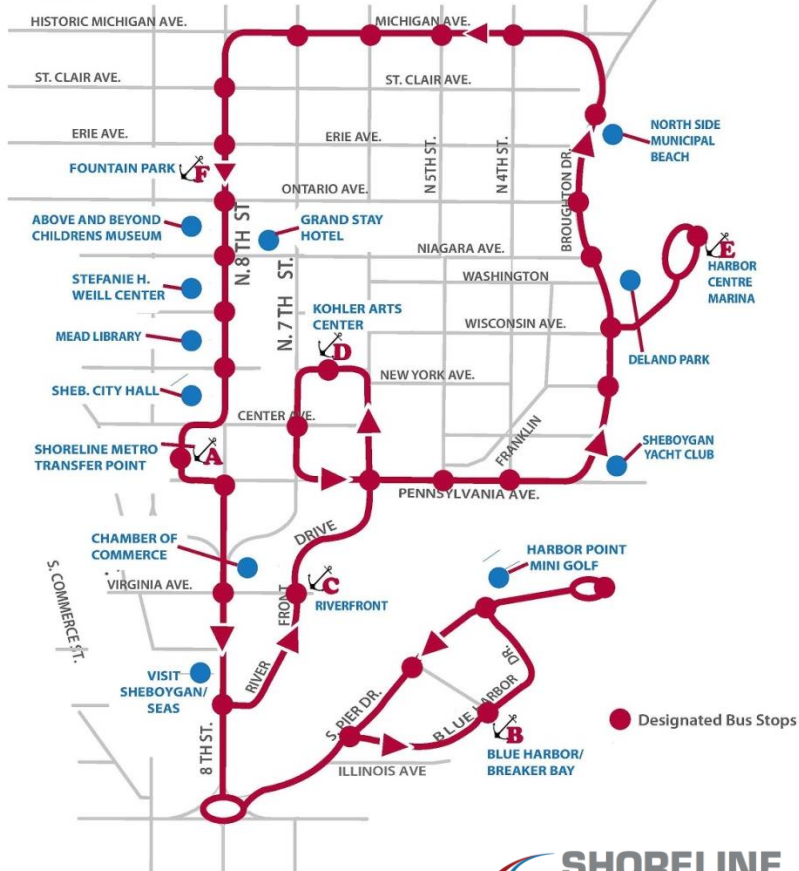 HISTORIC MICHIGAN AVE.
MICHIGAN AVE.
ST. CLAIR AVE.
ST. CLAIR AVE.
ERIE AVE.
ERIE AVE.
N 5TH ST.
N 4TH ST.
BROUGHTON DR.
NORTH SIDE
MUNICIPAL
BEACH
FOUNTAIN PARK
F
ONTARIO AVE.
ABOVE AND BEYOND
CHILDRENS MUSEUM
N. 8TH ST
GRAND STAY
HOTEL
NIAGARA AVE.
E
HARBOR
CENTRE
MARINA
STEFANIE H.
WEILL CENTER
N. 7TH ST.
WASHINGTON
KOHLER ARTS
CENTER
D
WISCONSIN AVE.
MEAD LIBRARY
DELAND PARK
SHEB. CITY HALL
NEW YORK AVE.
CENTER AVE.
FRANKLIN
SHORELINE METRO
TRANSFER POINT
A
SHEBOYGAN
YACHT CLUB
PENNSYLVANIA AVE.
CHAMBER OF
COMMERCE
DRIVE
HARBOR POINT
MINI GOLF
S. COMMERCE ST.
VIRGINIA AVE.
FRONT
C
RIVERFRONT
VISIT
SHEBOYGAN/
SEAS
RIVER
DR.
BLUE HARBOR
S. PIER DR.
B
Designated Bus Stops
8TH ST.
BLUE HARBOR/
BREAKER BAY
ILLINOIS AVE
SHORELINE